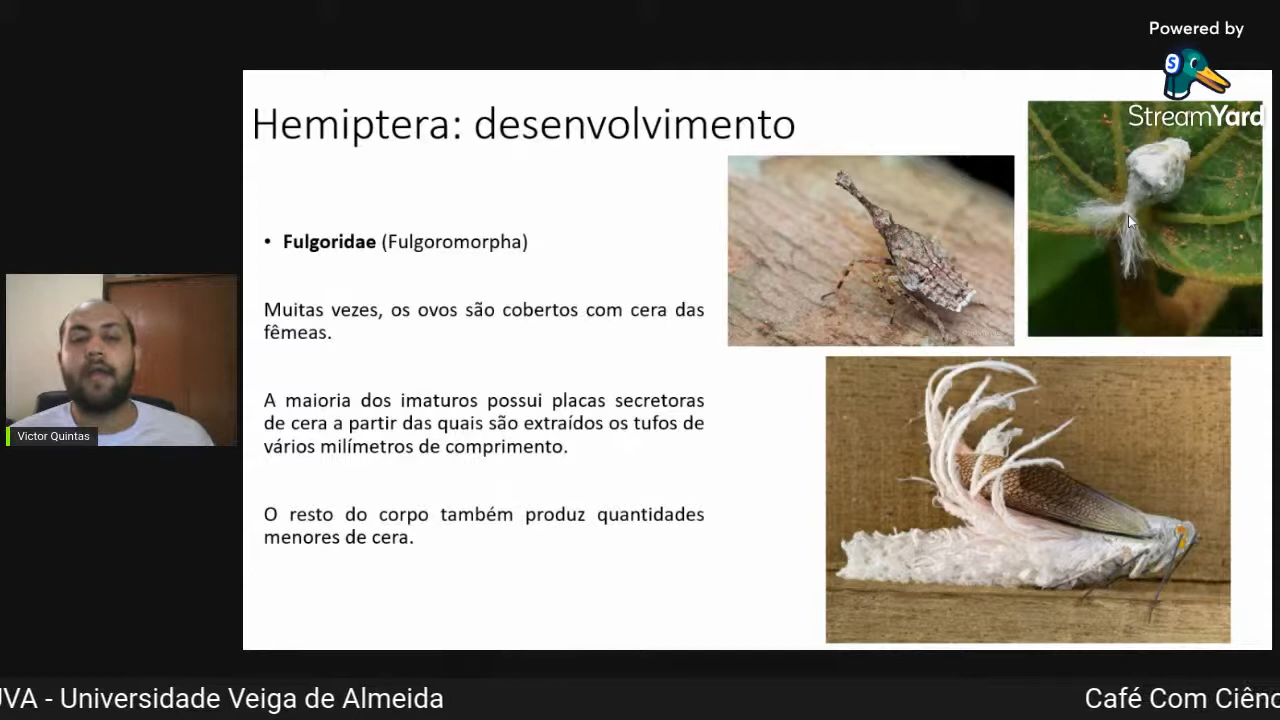 Powered by
StreamYard
Hemiptera: desenvolvimento
• Fulgoridae (Fulgoromorpha)
Muitas vezes, os ovos são cobertos com cera das
fêmeas.
A maioria dos imaturos possui placas secretoras
de cera a partir das quais são extraídos os tufos de
vários milímetros de comprimento.
O resto do corpo também produz quantidades
menores de cera.
Victor Quintas
UVA - Universidade Veiga de Almeida
Café Com Ciênc